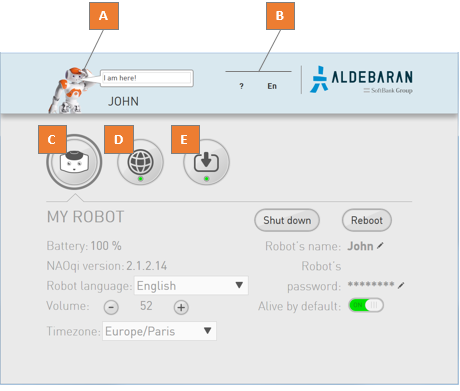 A
B
I am here!
JOHN
? En
ALDEBARAN
SoftBank Group
C
D
E
MY ROBOT
Shut down
Reboot
Battery: 100 %
Robot's name: John
NAOqi version: 2.1.2.14
Robot's
password: ********
Robot language: English
Volume: 52
Alive by default: ON
Timezone: Europe/Paris